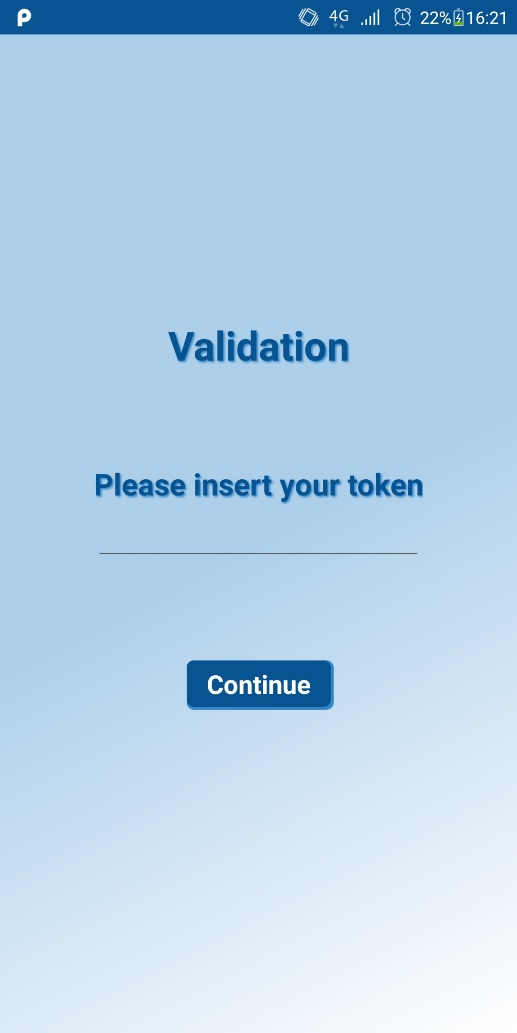 4G 22% 16:21
Validation
Please insert your token
Continue